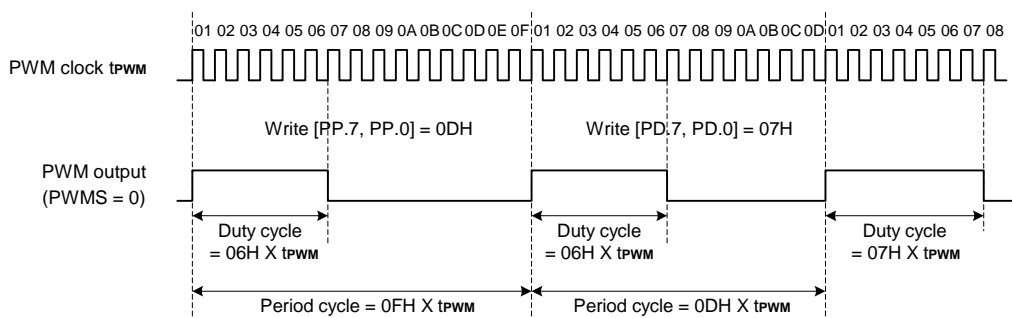 01 02 03 04 05 06 07 08 09 0A 0B 0C 0D 0E 0F 01 02 03 04 05 06 07 08 09 0A 0B 0C 0D 01 02 03 04 05 06 07 08
PWM clock tPWM
Write [PP.7, PP.0] = 0DH Write [PD.7, PD.0] = 07H
PWM output
(PWMS = 0)
Duty cycle Duty cycle Duty cycle
= 06H X tPWM = 06H X tPWM = 07H X tPWM
Period cycle = 0FH X tPWM Period cycle = 0DH X tPWM